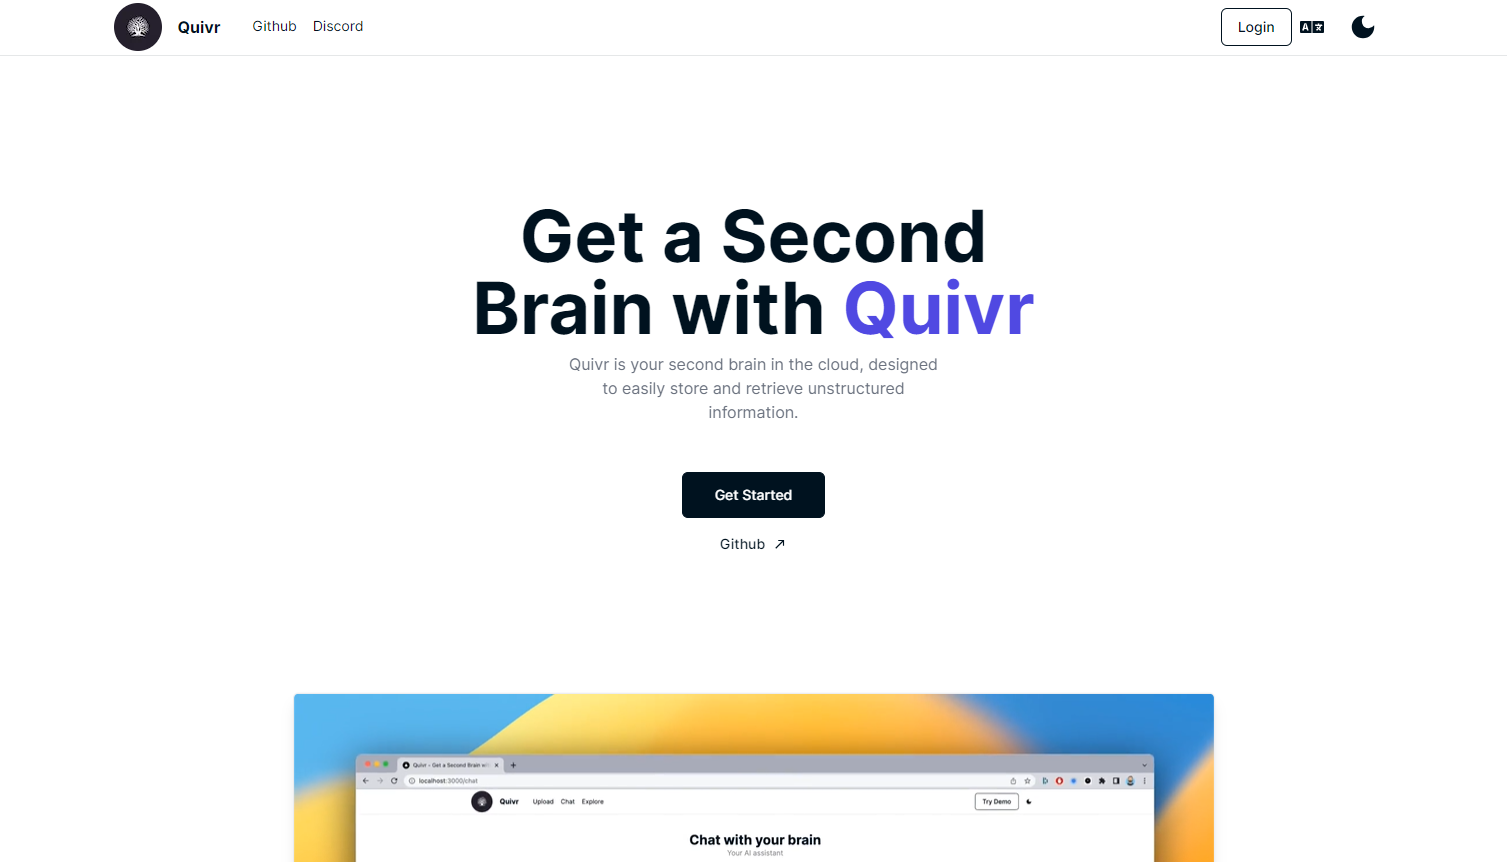 Quivr
Github
Discord
Login
A
Get a Second
Brain with Quivr
Quivr is your second brain in the cloud, designed
to easily store and retrieve unstructured
information.
Get Started
Github
Quivr - Get a Second Brain wit
localhost:3000/chat
Quivr
Upload
Chat
Explore
Try Demo
Chat with your brain
Your AI assistant